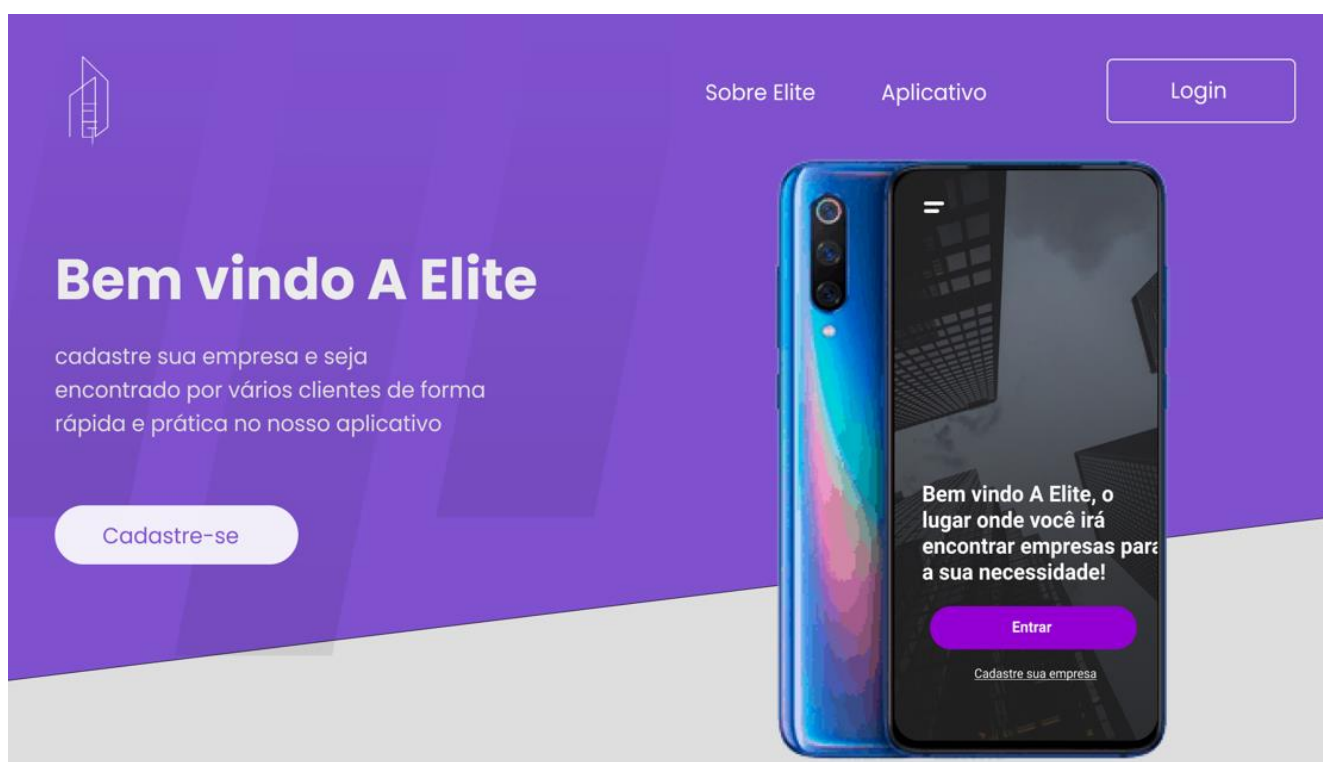 Sobre Elite
Aplicativo
Login
Bem vindo A Elite
cadastre sua empresa e seja
encontrado por vários clientes de forma
rápida e prática no nosso aplicativo
Cadastre-se
Bem vindo A Elite, o
lugar onde você irá
encontrar empresas para
a sua necessidade!
Entrar
Cadastre sua empresa